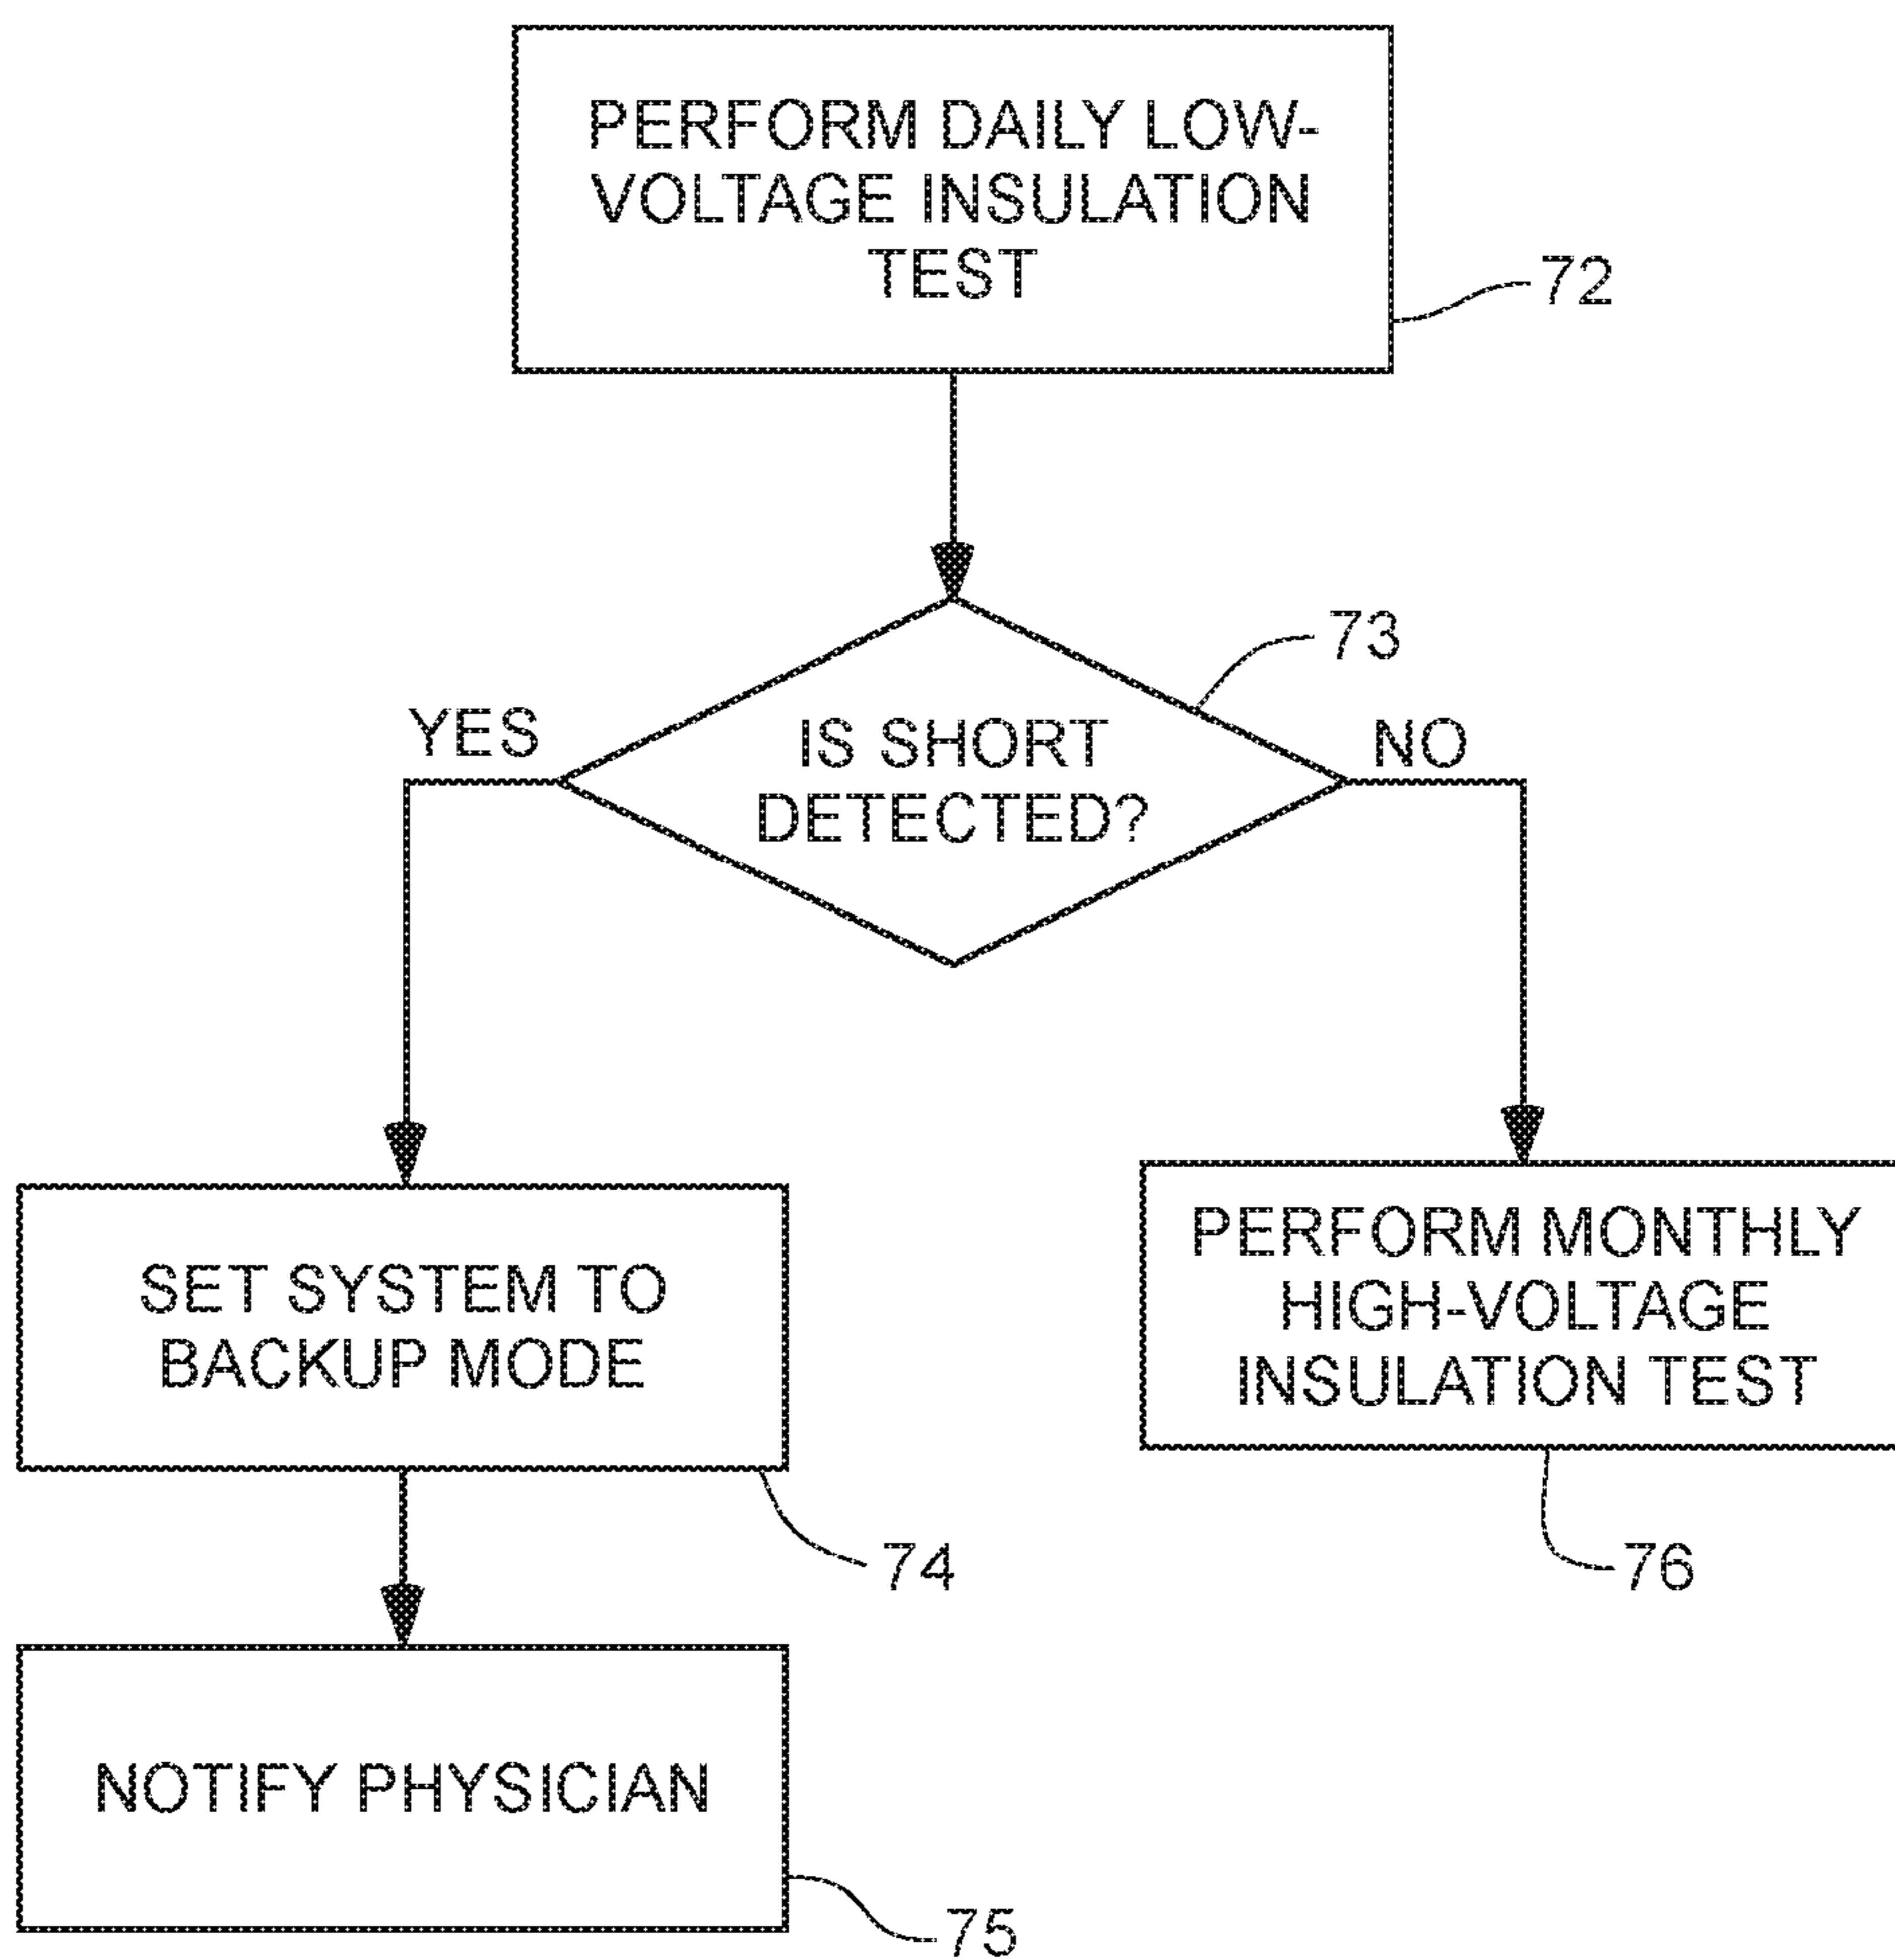 PERFORM DAILY LOW-
VOLTAGE INSULATION
TEST
72
73
YES
IS SHORT
DETECTED?
NO
SET SYSTEM TO
BACKUP MODE
74
PERFORM MONTHLY
HIGH-VOLTAGE
INSULATION TEST
76
NOTIFY PHYSICIAN
75